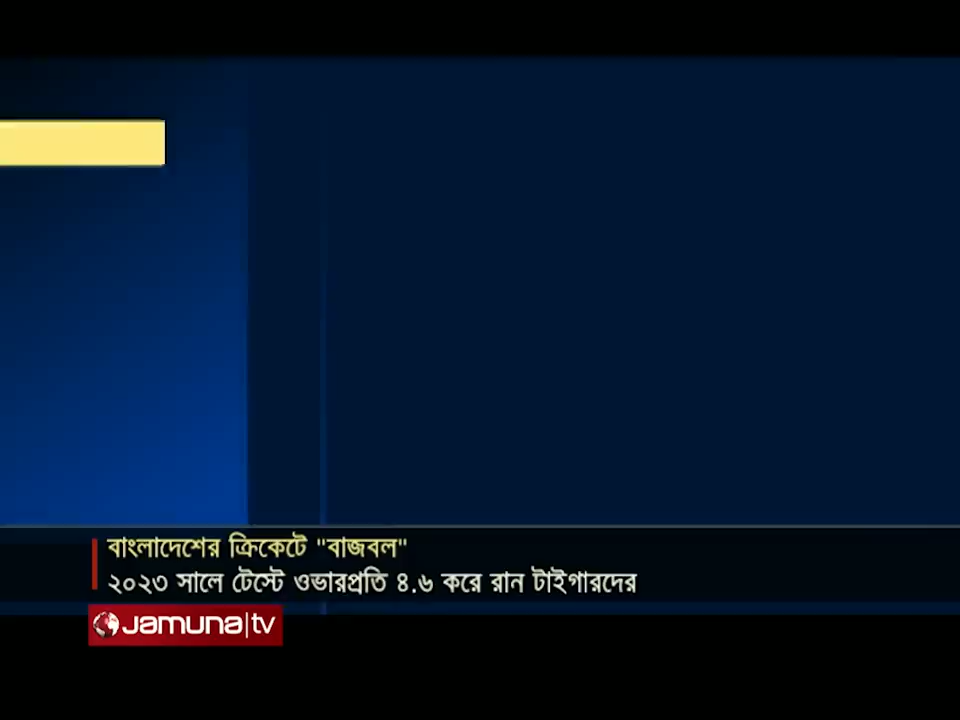 বাংলাদেশের ক্রিকেটে "বাজবল"
২০২৩ সালে টেস্টে ওভারপ্রতি ৪.৬ করে রান টাইগারদের
Jamuna|tv